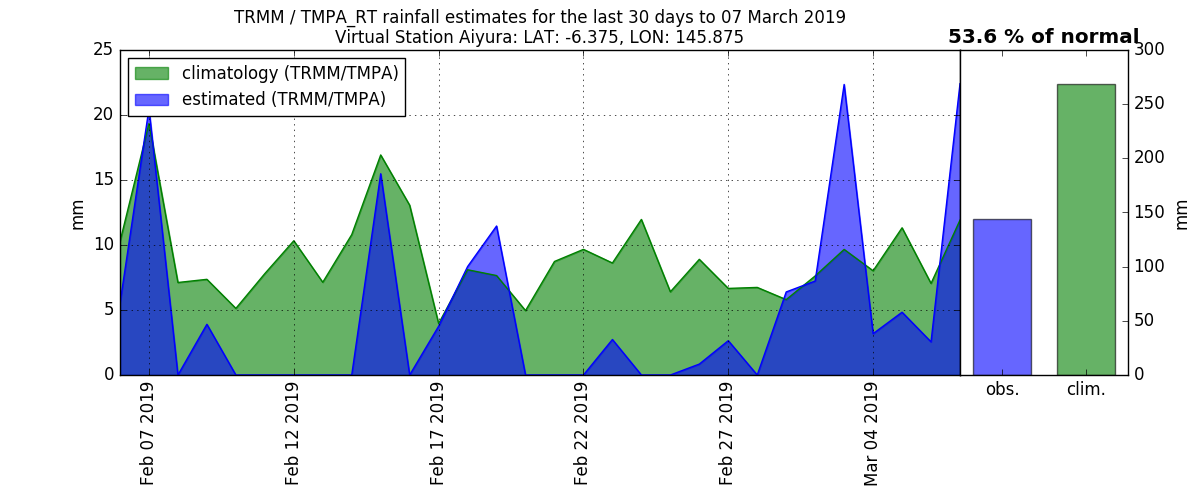 TRMM / TMPA_RT rainfall estimates for the last 30 days to 07 March 2019
Virtual Station Aiyura: LAT: -6.375, LON: 145.875
53.6 % of normal
climatology (TRMM/TMPA)
estimated (TRMM/TMPA)
25
20
15
10
5
0
mm
300
250
200
150
100
50
0
mm
obs.
clim.
Feb 07 2019
Feb 12 2019
Feb 17 2019
Feb 22 2019
Feb 27 2019
Mar 04 2019